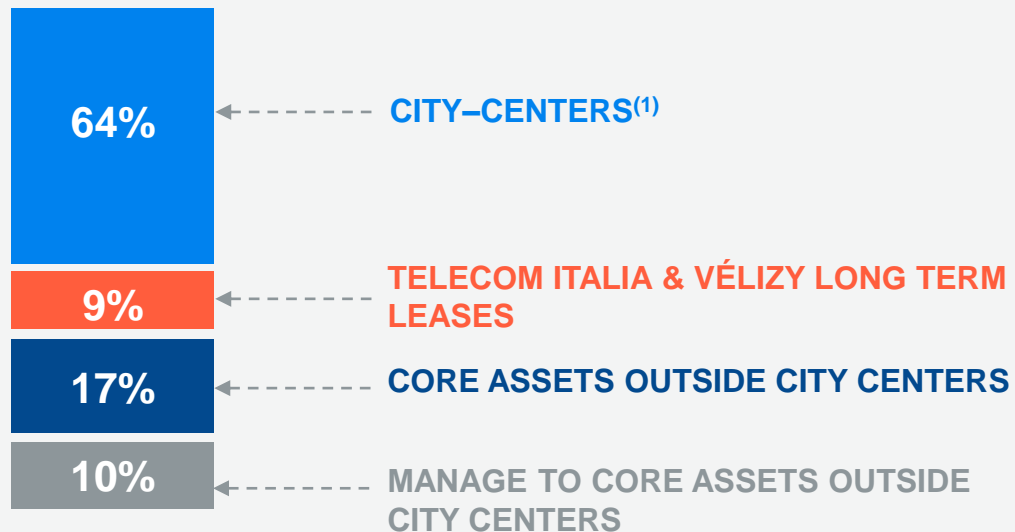 64%
CITY–CENTERS(1)
9%
TELECOM ITALIA & VÉLIZY LONG TERM
LEASES
17%
CORE ASSETS OUTSIDE CITY CENTERS
10%
MANAGE TO CORE ASSETS OUTSIDE
CITY CENTERS